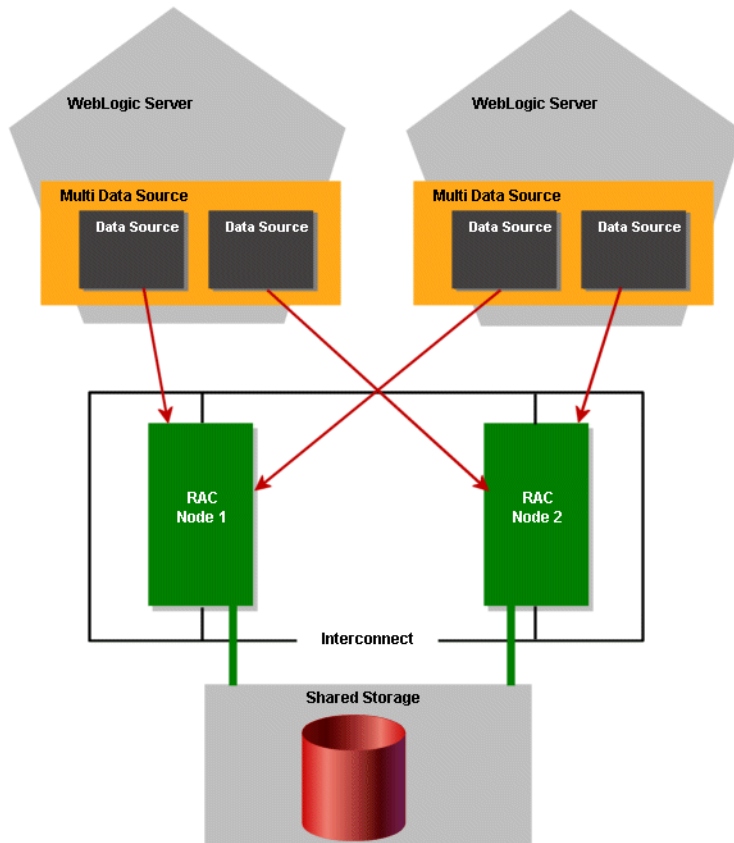 WebLogic Server
WebLogic Server
Multi Data Source
Multi Data Source
Data Source
Data Source
Data Source
Data Source
RAC
Node 1
RAC
Node 2
Interconnect
Shared Storage